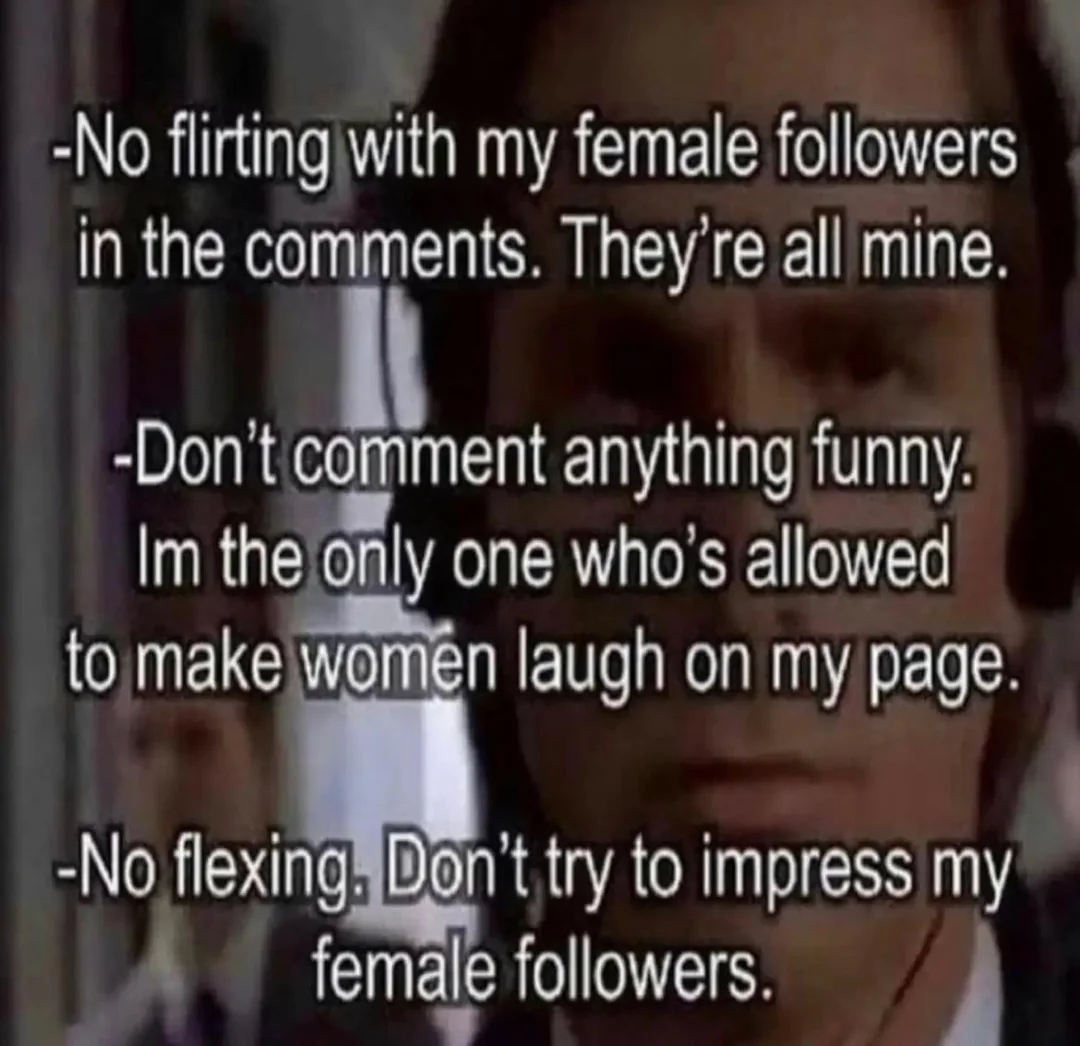 -No flirting with my female followers
in the comments. They're all mine.
-Don't comment anything funny.
Im the only one who's allowed
to make women laugh on my page.
-No flexing. Don't try to impress my
female followers.